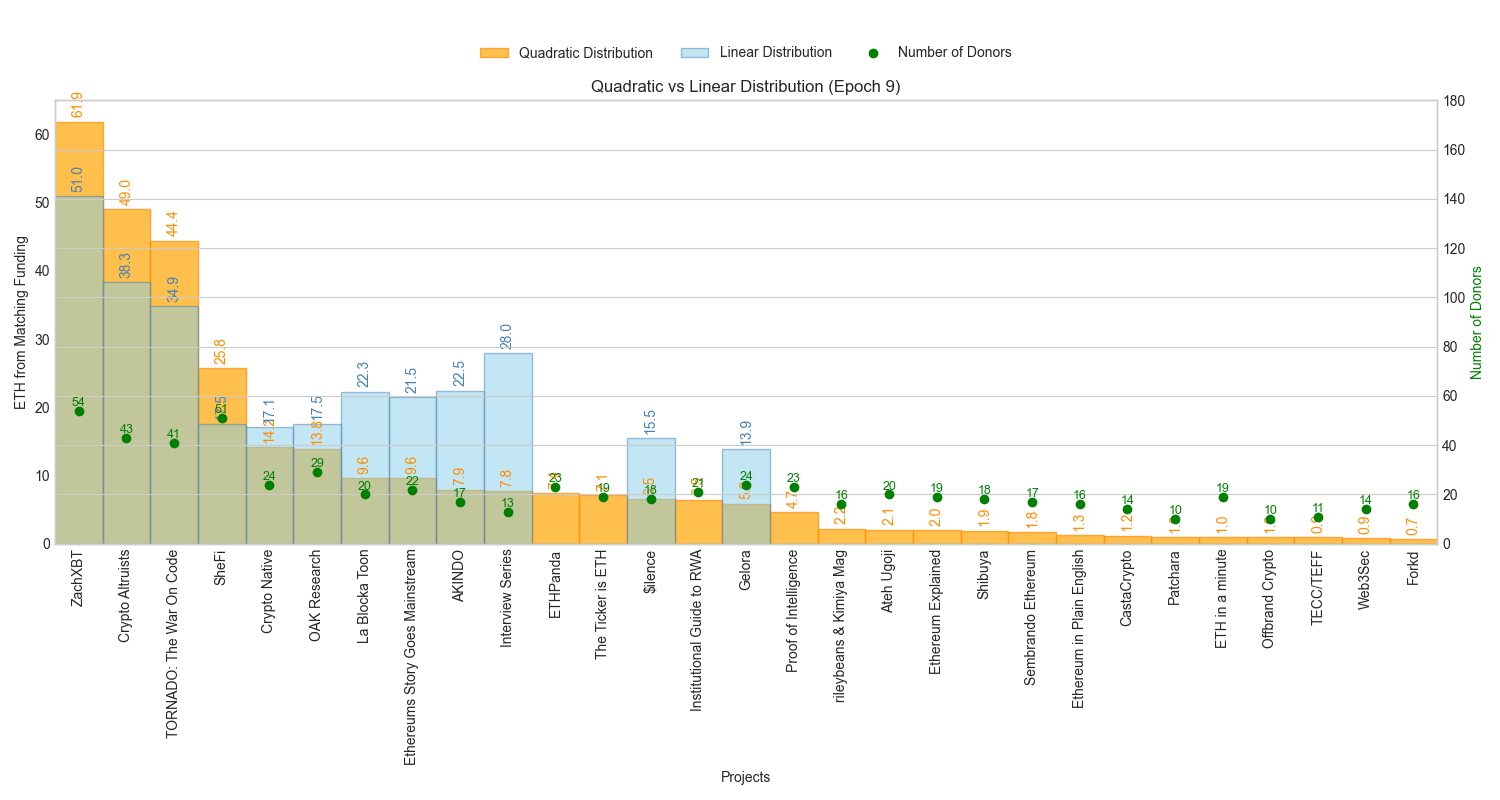 Quadratic Distribution Linear Distribution Number of Donors
Quadratic vs Linear Distribution (Epoch 9)
ETH from Matching Funding
60
50
40
30
20
10
0
180
160
140
120
100
80
60
40
20
0
Number of Donors
61.9
51.0
54
49.0
38.3
43
44.4
34.9
41
25.8
51
17.1
24
17.5
13.8
29
22.3
9.6
20
21.5
9.6
22
22.5
7.9
17
28.0
7.8
13
23
19
15.5
18
21
13.9
24
23
4.7
16
2.2
20
2.1
19
2.0
18
1.9
17
1.8
16
1.3
14
1.2
10
19
1.0
10
11
14
0.9
16
0.7
ZachXBT
Crypto Altruists
TORNADO: The War On Code
SheFi
Crypto Native
OAK Research
La Blocka Toon
Ethereums Story Goes Mainstream
AKINDO
Interview Series
ETHPanda
The Ticker is ETH
$ilence
Institutional Guide to RWA
Gelora
Proof of Intelligence
rileybeans & Kimiya Mag
Ateh Ugoji
Ethereum Explained
Shibuya
Sembrando Ethereum
Ethereum in Plain English
CastaCrypto
Patchara
ETH in a minute
Offbrand Crypto
TECC/TEFF
Web3Sec
Forkd
Projects